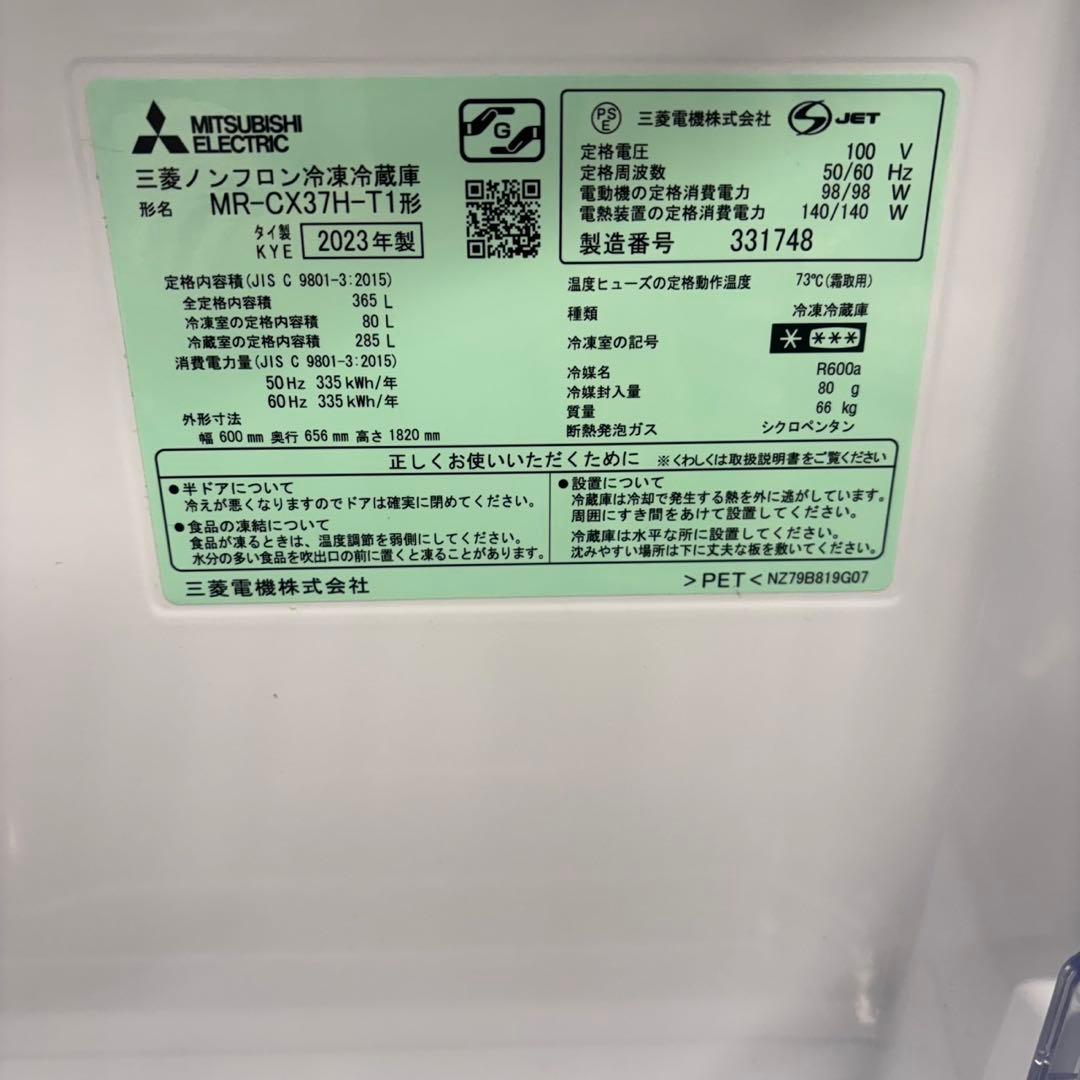 MITSUBISHI
ELECTRIC
G
三菱ノンフロン冷凍冷蔵庫
形名 MR-CX37H-T1形
タイ製
KYE 2023年製
PS
E 三菱電機株式会社 S JET
定格電圧 100 V
定格周波数 50/60 Hz
電動機の定格消費電力 98/98 W
電熱装置の定格消費電力 140/140 W
製造番号 331748
定格内容積(JIS C 9801-3:2015)
全定格内容積 365 L
冷凍室の定格内容積 80 L
冷蔵室の定格内容積 285 L
消費電力量(JIS C 9801-3:2015)
50Hz 335kWh/年
60Hz 335kWh/年
外形寸法
幅 600mm 奥行 656mm 高さ 1820mm
温度ヒューズの定格動作温度 73℃(霜取用)
種類 冷凍冷蔵庫
冷凍室の記号 * ***
冷媒名 R600a
冷媒封入量 80 g
質量 66 kg
断熱発泡ガス シクロペンタン
正しくお使いいただくために ※くわしくは取扱説明書をご覧ください
●半ドアについて
冷えが悪くなりますのでドアは確実に閉めてください。
●食品の凍結について
食品が凍るときは、温度調節を弱側にしてください。
水分の多い食品を吹出口の前に置くと凍ることがあります。
●設置について
冷蔵庫は冷却で発生する熱を外に逃がしています。
周囲にすき間をあけて設置してください。
冷蔵庫は水平な所に設置してください。
沈みやすい場所は下に丈夫な板を敷いてください。
三菱電機株式会社 >PET< NZ79B819G07